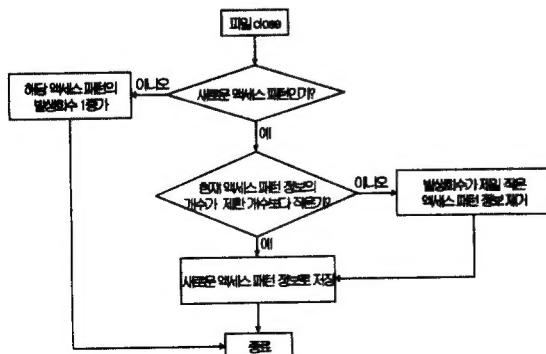 파일 close
새로운 액세스 패턴인가?
아니오
해당 액세스 패턴의
발생회수 1증가
예
현재 액세스 패턴 정보의
개수가 제한 개수보다 적은가?
아니오
발생회수가 제일 적은
액세스 패턴 정보 제거
예
새로운 액세스 패턴 정보로 저장
종료